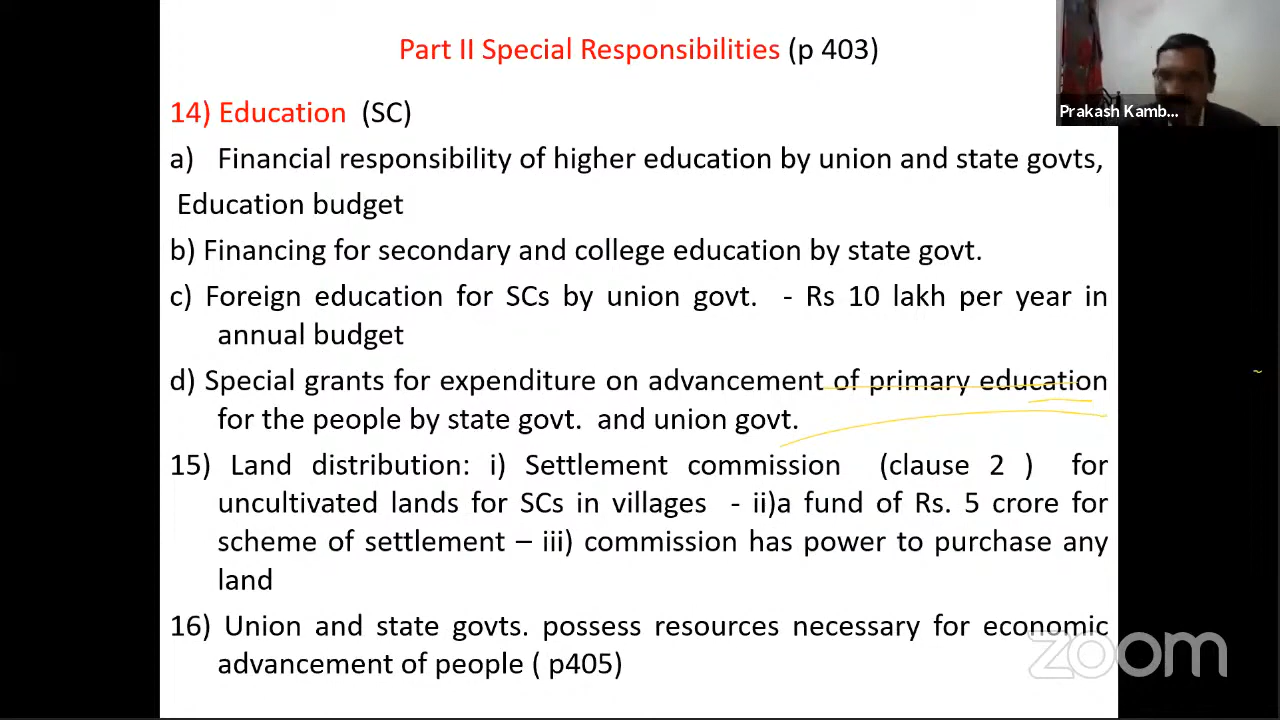 Part II Special Responsibilities (p 403)
Prakash Kamb...
14) Education (SC)
a) Financial responsibility of higher education by union and state govts,
Education budget
b) Financing for secondary and college education by state govt.
c) Foreign education for SCs by union govt. - Rs 10 lakh per year in
annual budget
d) Special grants for expenditure on advancement of primary education
for the people by state govt. and union govt.
15) Land distribution: i) Settlement commission (clause 2 ) for
uncultivated lands for SCs in villages - ii)a fund of Rs. 5 crore for
scheme of settlement – iii) commission has power to purchase any
land
16) Union and state govts. possess resources necessary for economic
advancement of people ( p405)
zoom